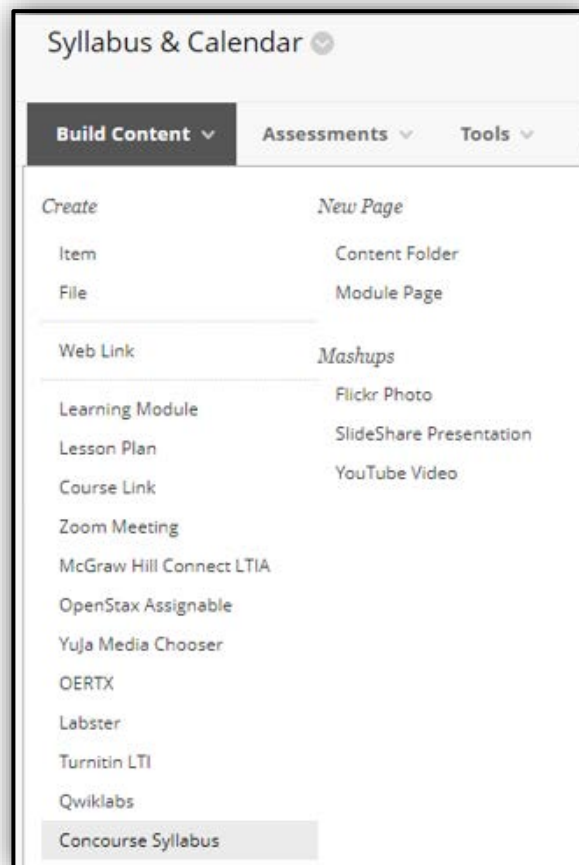 Syllabus & Calendar
Build Content
Assessments
Tools
Create
Item
File
Web Link
Learning Module
Lesson Plan
Course Link
Zoom Meeting
McGraw Hill Connect LTIA
OpenStax Assignable
YuJa Media Chooser
OERTX
Labster
Turnitin LTI
Qwiklabs
Concourse Syllabus
New Page
Content Folder
Module Page
Mashups
Flickr Photo
SlideShare Presentation
YouTube Video